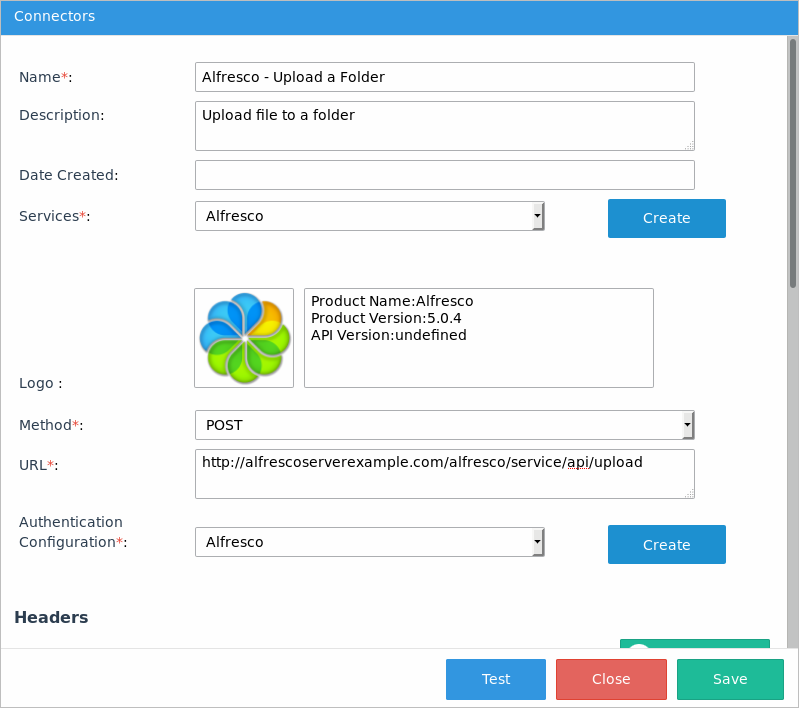 Connectors
Name*: Alfresco - Upload a Folder
Description: Upload file to a folder
Date Created:
Services*: Alfresco Create
Product Name:Alfresco
Product Version:5.0.4
API Version:undefined
Logo :
Method*: POST
URL*: http://alfrescoserverexample.com/alfresco/service/api/upload
Authentication
Configuration*: Alfresco Create
Headers
Test Close Save